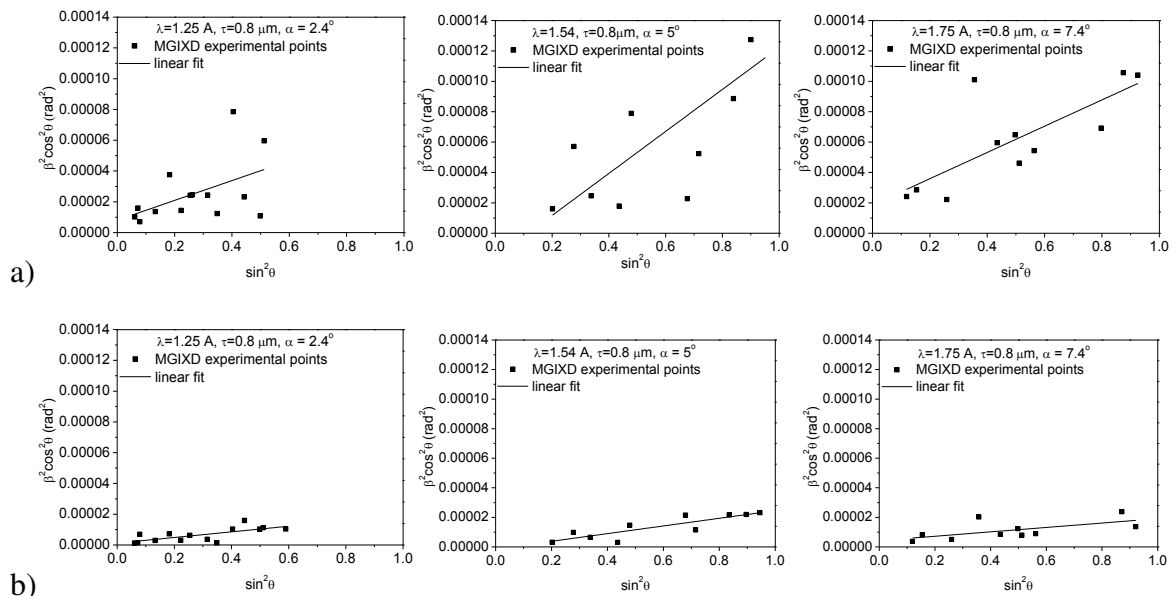 λ=1.25 A, τ=0.8 μm, α = 2.4°
MGIXD experimental points
linear fit
β²cos²θ (rad²)
0.00014
0.00012
0.00010
0.00008
0.00006
0.00004
0.00002
0.00000
0.0 0.2 0.4 0.6 0.8 1.0
sin²θ
λ=1.54, τ=0.8μm, α = 5°
MGIXD experimental points
linear fit
β²cos²θ (rad²)
0.00014
0.00012
0.00010
0.00008
0.00006
0.00004
0.00002
0.00000
0.0 0.2 0.4 0.6 0.8 1.0
sin²θ
λ=1.75 A, τ=0.8 μm, α = 7.4°
MGIXD experimental points
linear fit
β²cos²θ (rad²)
0.00014
0.00012
0.00010
0.00008
0.00006
0.00004
0.00002
0.00000
0.0 0.2 0.4 0.6 0.8 1.0
sin²θ
a)
λ=1.25 A, τ=0.8 μm, α = 2.4°
MGIXD experimental points
linear fit
β²cos²θ (rad²)
0.00014
0.00012
0.00010
0.00008
0.00006
0.00004
0.00002
0.00000
0.0 0.2 0.4 0.6 0.8 1.0
sin²θ
λ=1.54 A, τ=0.8 μm, α = 5°
MGIXD experimental points
linear fit
β²cos²θ (rad²)
0.00014
0.00012
0.00010
0.00008
0.00006
0.00004
0.00002
0.00000
0.0 0.2 0.4 0.6 0.8 1.0
sin²θ
λ=1.75 A, τ=0.8 μm, α = 7.4°
MGIXD experimental points
linear fit
β²cos²θ (rad²)
0.00014
0.00012
0.00010
0.00008
0.00006
0.00004
0.00002
0.00000
0.0 0.2 0.4 0.6 0.8 1.0
sin²θ
b)